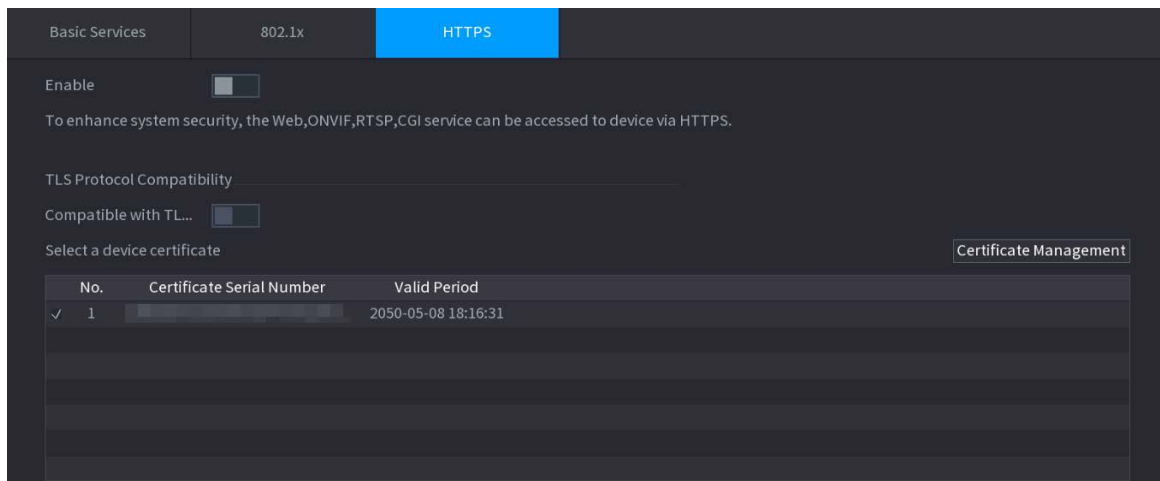 Basic Services 802.1x HTTPS
Enable
To enhance system security, the Web,ONVIF,RTSP,CGI service can be accessed to device via HTTPS.
TLS Protocol Compatibility
Compatible with TL...
Select a device certificate Certificate Management
No. Certificate Serial Number Valid Period
1 2050-05-08 18:16:31